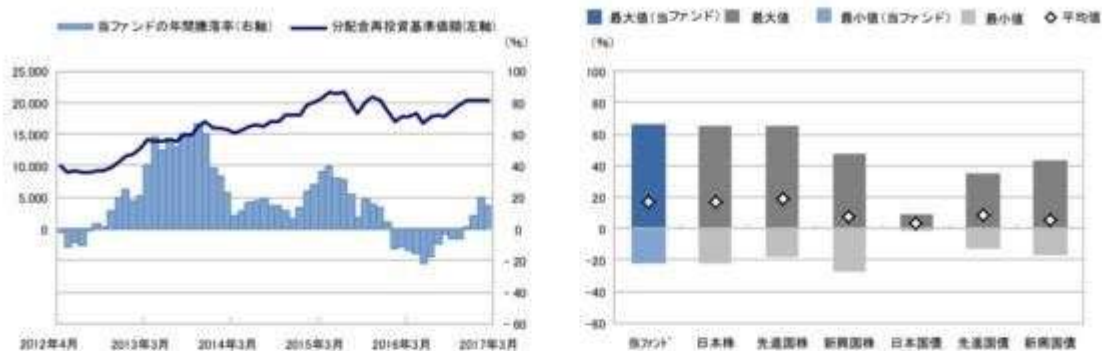 当ファンドの年間騰落率(右軸)
分配金再投資基準価額(左軸)
(%)
25,000
20,000
15,000
10,000
5,000
0
100
80
60
40
20
0
-20
-40
-60
2012年4月
2013年3月
2014年3月
2015年3月
2016年3月
2017年3月
最大値(当ファンド)
最大値
最小値(当ファンド)
最小値
平均値
(%)
100
80
60
40
20
0
-20
-40
-60
当ファンド
日本株
先進国株
新興国株
日本国債
先進国債
新興国債